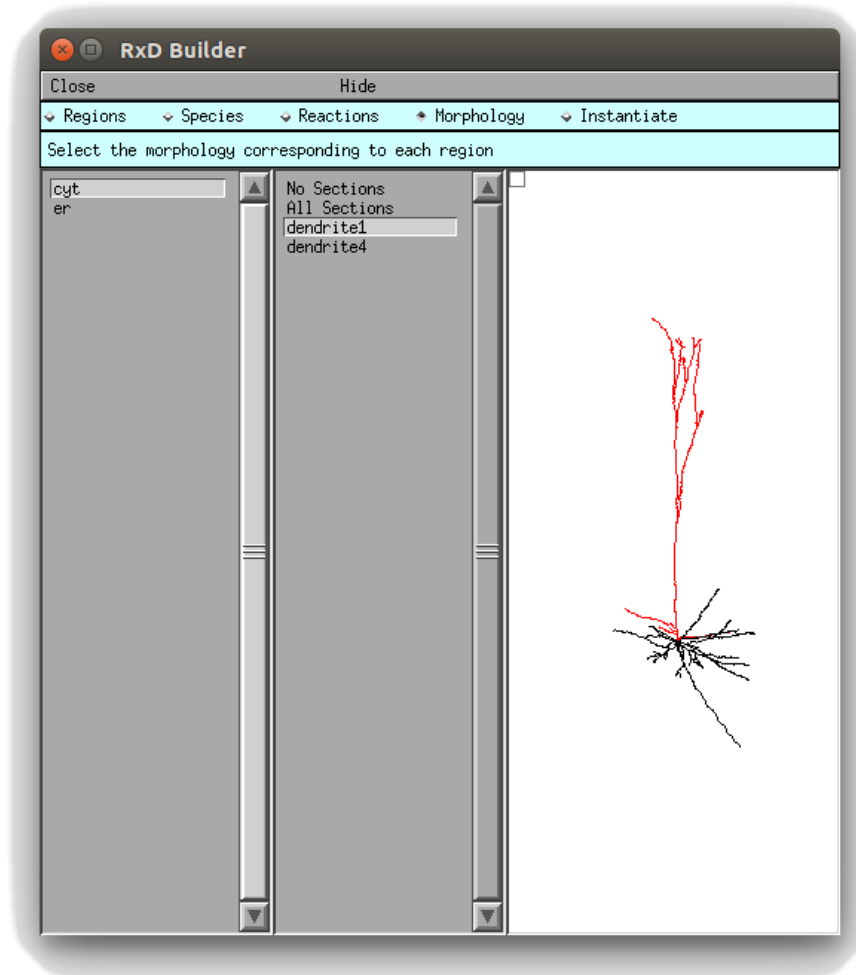 RxD Builder
Close Hide
Regions Species Reactions Morphology Instantiate
Select the morphology corresponding to each region
cyt
er
No Sections
All Sections
dendrite1
dendrite4